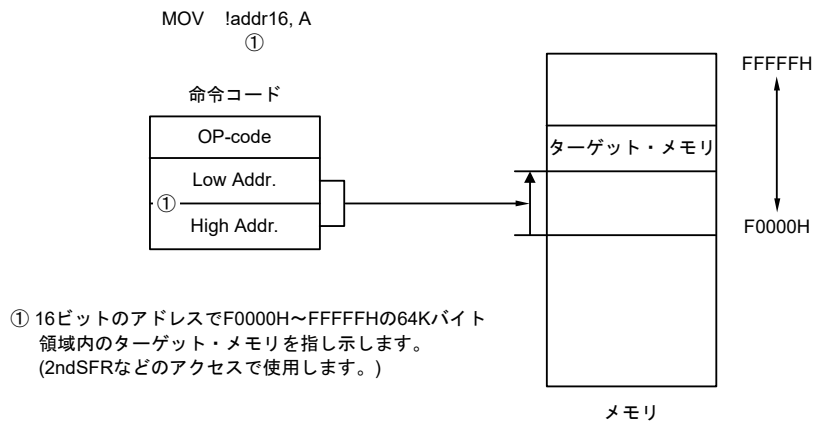 MOV !addr16, A
①
命令コード
OP-code
Low Addr.
①
High Addr.
FFFFFH
ターゲット・メモリ
F0000H
① 16ビットのアドレスでF0000H～FFFFFHの64Kバイト
領域内のターゲット・メモリを指し示します。
(2ndSFRなどのアクセスで使用します。)
メモリ